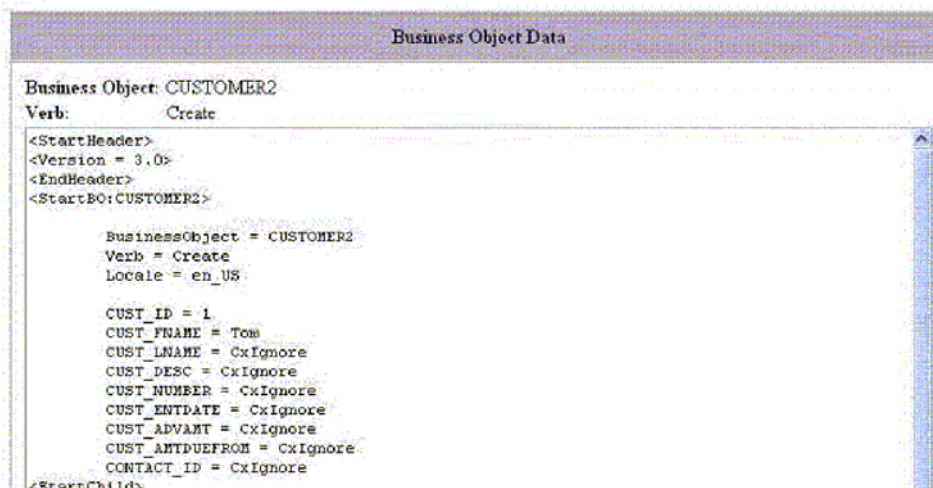 Business Object Data
Business Object: CUSTOMER2
Verb: Create
<StartHeader>
<Version = 3.0>
<EndHeader>
<StartBO:CUSTOMER2>
BusinessObject = CUSTOMER2
Verb = Create
Locale = en_US
CUST_ID = 1
CUST_FNAME = Tom
CUST_LNAME = CxIgnore
CUST_DESC = CxIgnore
CUST_NUMBER = CxIgnore
CUST_ENTDATE = CxIgnore
CUST_ADVAMT = CxIgnore
CUST_AMTDUEFROM = CxIgnore
CONTACT_ID = CxIgnore
<StartChild>